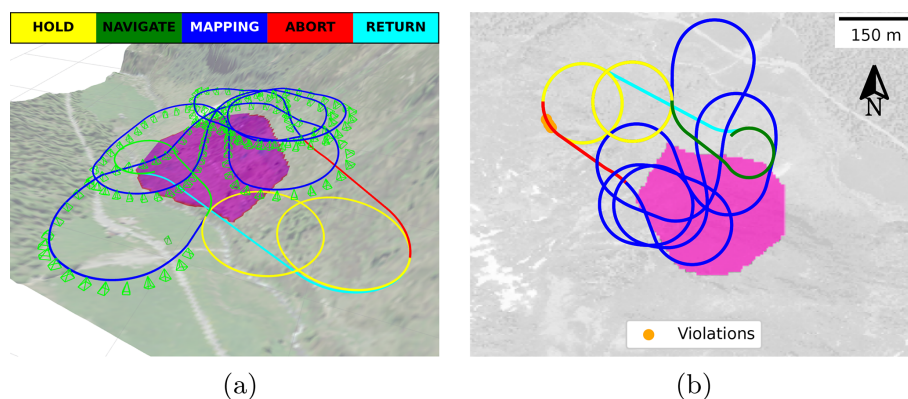 HOLD NAVIGATE MAPPING ABORT RETURN
150 m
N
Violations
(a) (b)